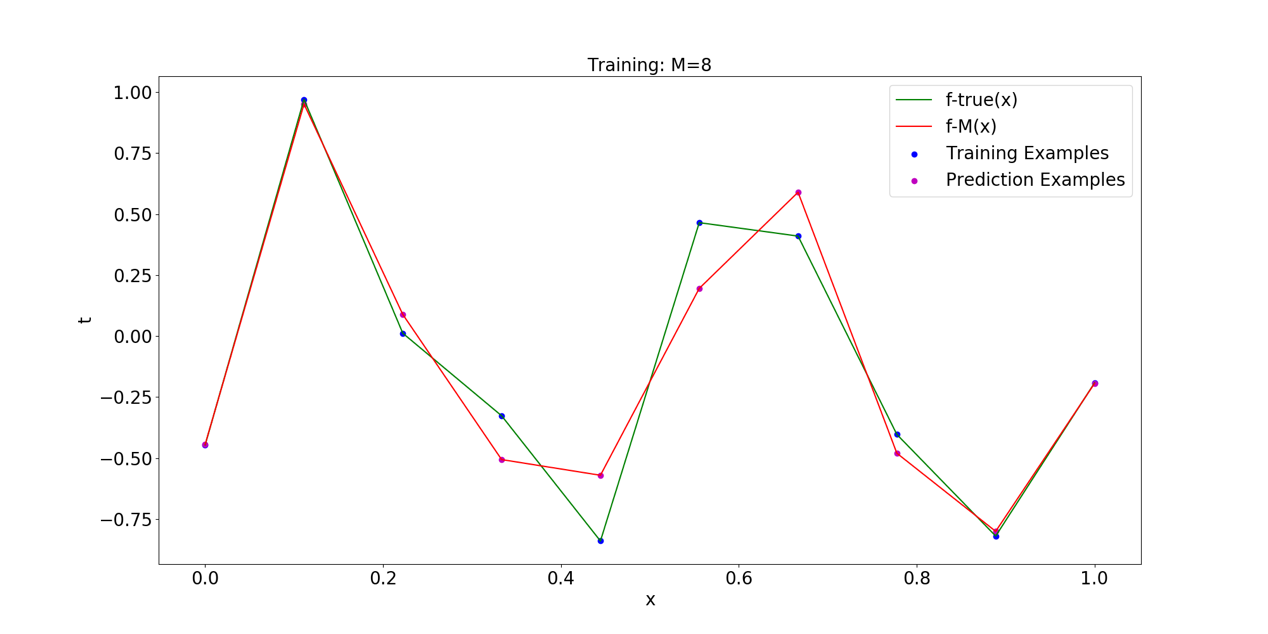 Training: M=8
f-true(x)
f-M(x)
Training Examples
Prediction Examples
1.00
0.75
0.50
0.25
0.00
−0.25
−0.50
−0.75
t
0.0 0.2 0.4 0.6 0.8 1.0
x